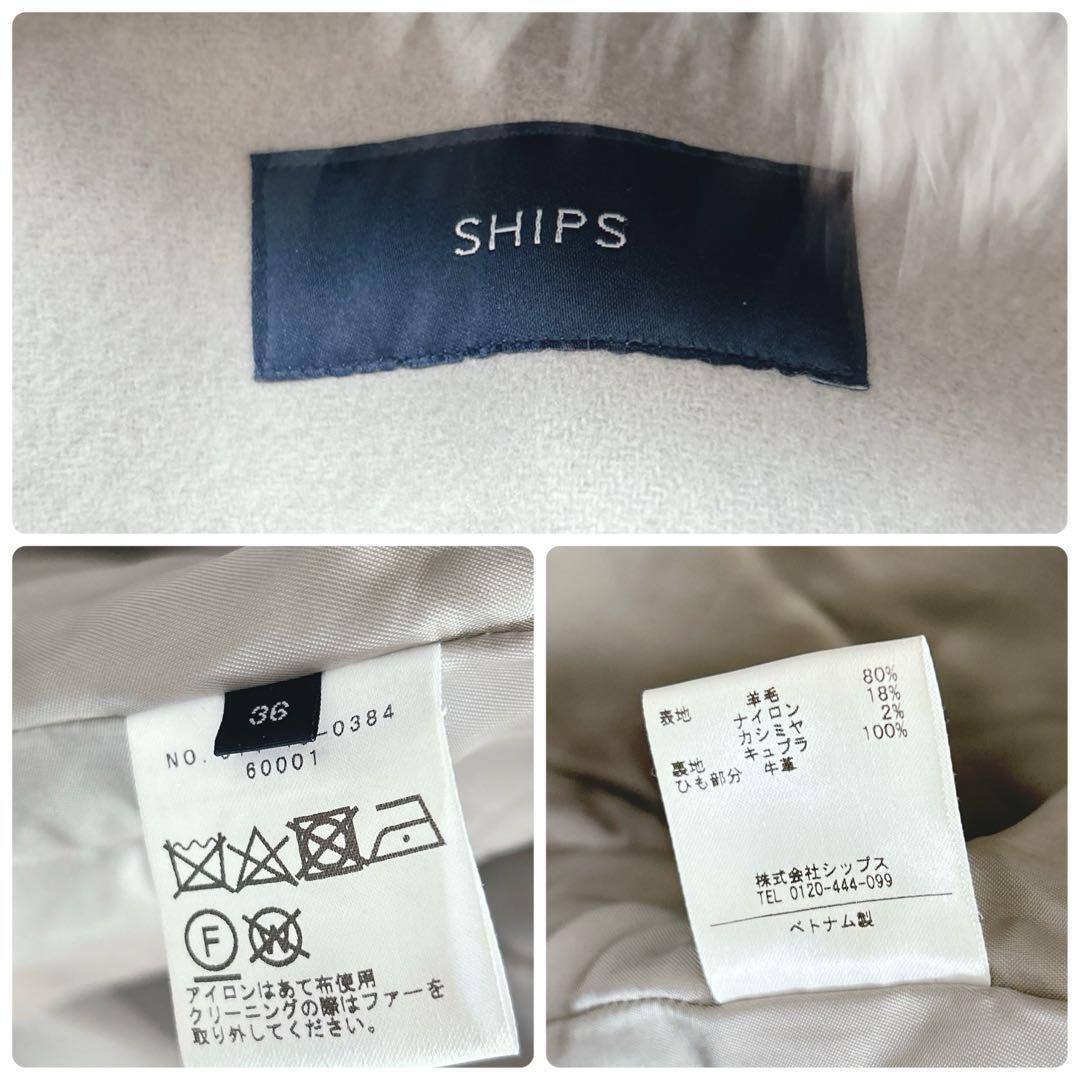 SHIPS
36
NO. 0384
60001
F
W
アイロンはあて布使用
クリーニングの際はファーを
取り外してください。
表地 羊毛 80%
ナイロン 18%
カシミヤ 2%
裏地 キュプラ 100%
ひも部分 牛革
株式会社シップス
TEL 0120-444-099
ベトナム製